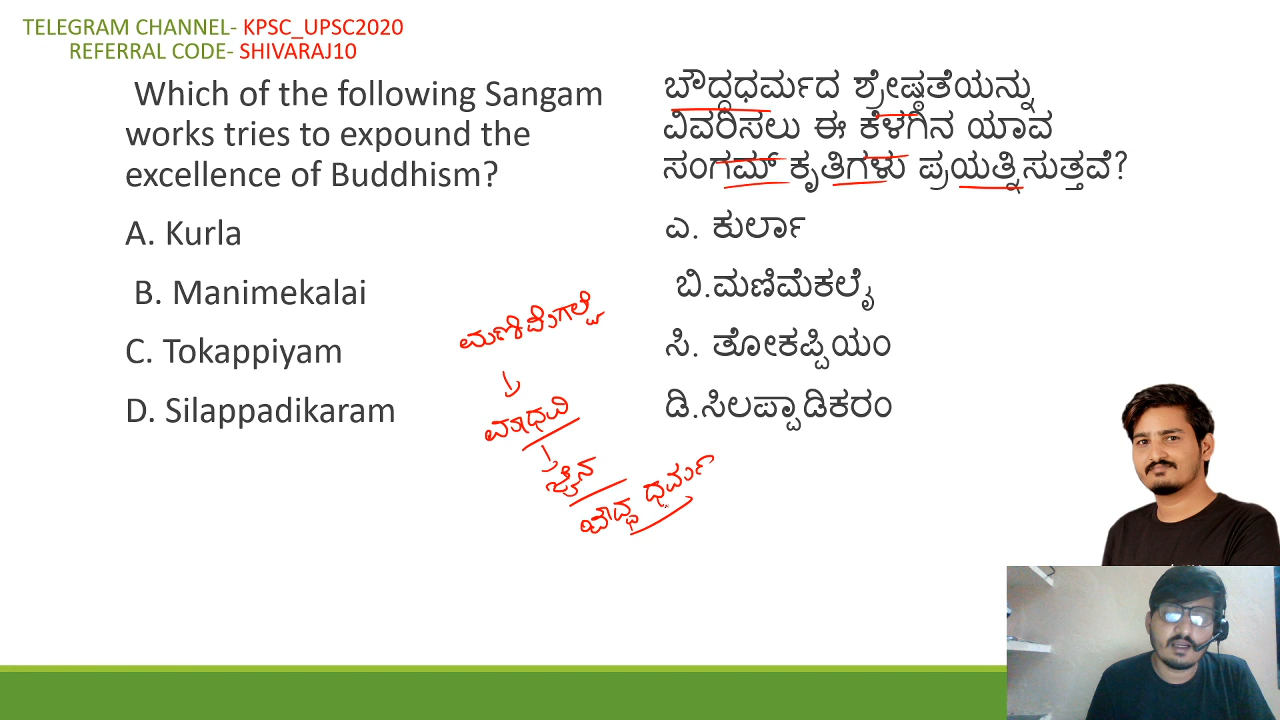 TELEGRAM CHANNEL- KPSC_UPSC2020
REFERRAL CODE- SHIVARAJ10
Which of the following Sangam
works tries to expound the
excellence of Buddhism?
A. Kurla
B. Manimekalai
C. Tokappiyam
D. Silappadikaram
ಬೌದ್ಧಧರ್ಮದ ಶ್ರೇಷ್ಠತೆಯನ್ನು
ವಿವರಿಸಲು ಈ ಕೆಳಗಿನ ಯಾವ
ಸಂಗಮ್ ಕೃತಿಗಳು ಪ್ರಯತ್ನಿಸುತ್ತವೆ?
ಎ. ಕುರ್ಲಾ
ಬಿ.ಮಣಿಮೆಕಲೈ
ಸಿ. ತೋಕಪ್ಪಿಯಂ
ಡಿ.ಸಿಲಪ್ಪಾಡಿಕರಂ
ಜೈನ
ಬೌದ್ಧ ಧರ್ಮ